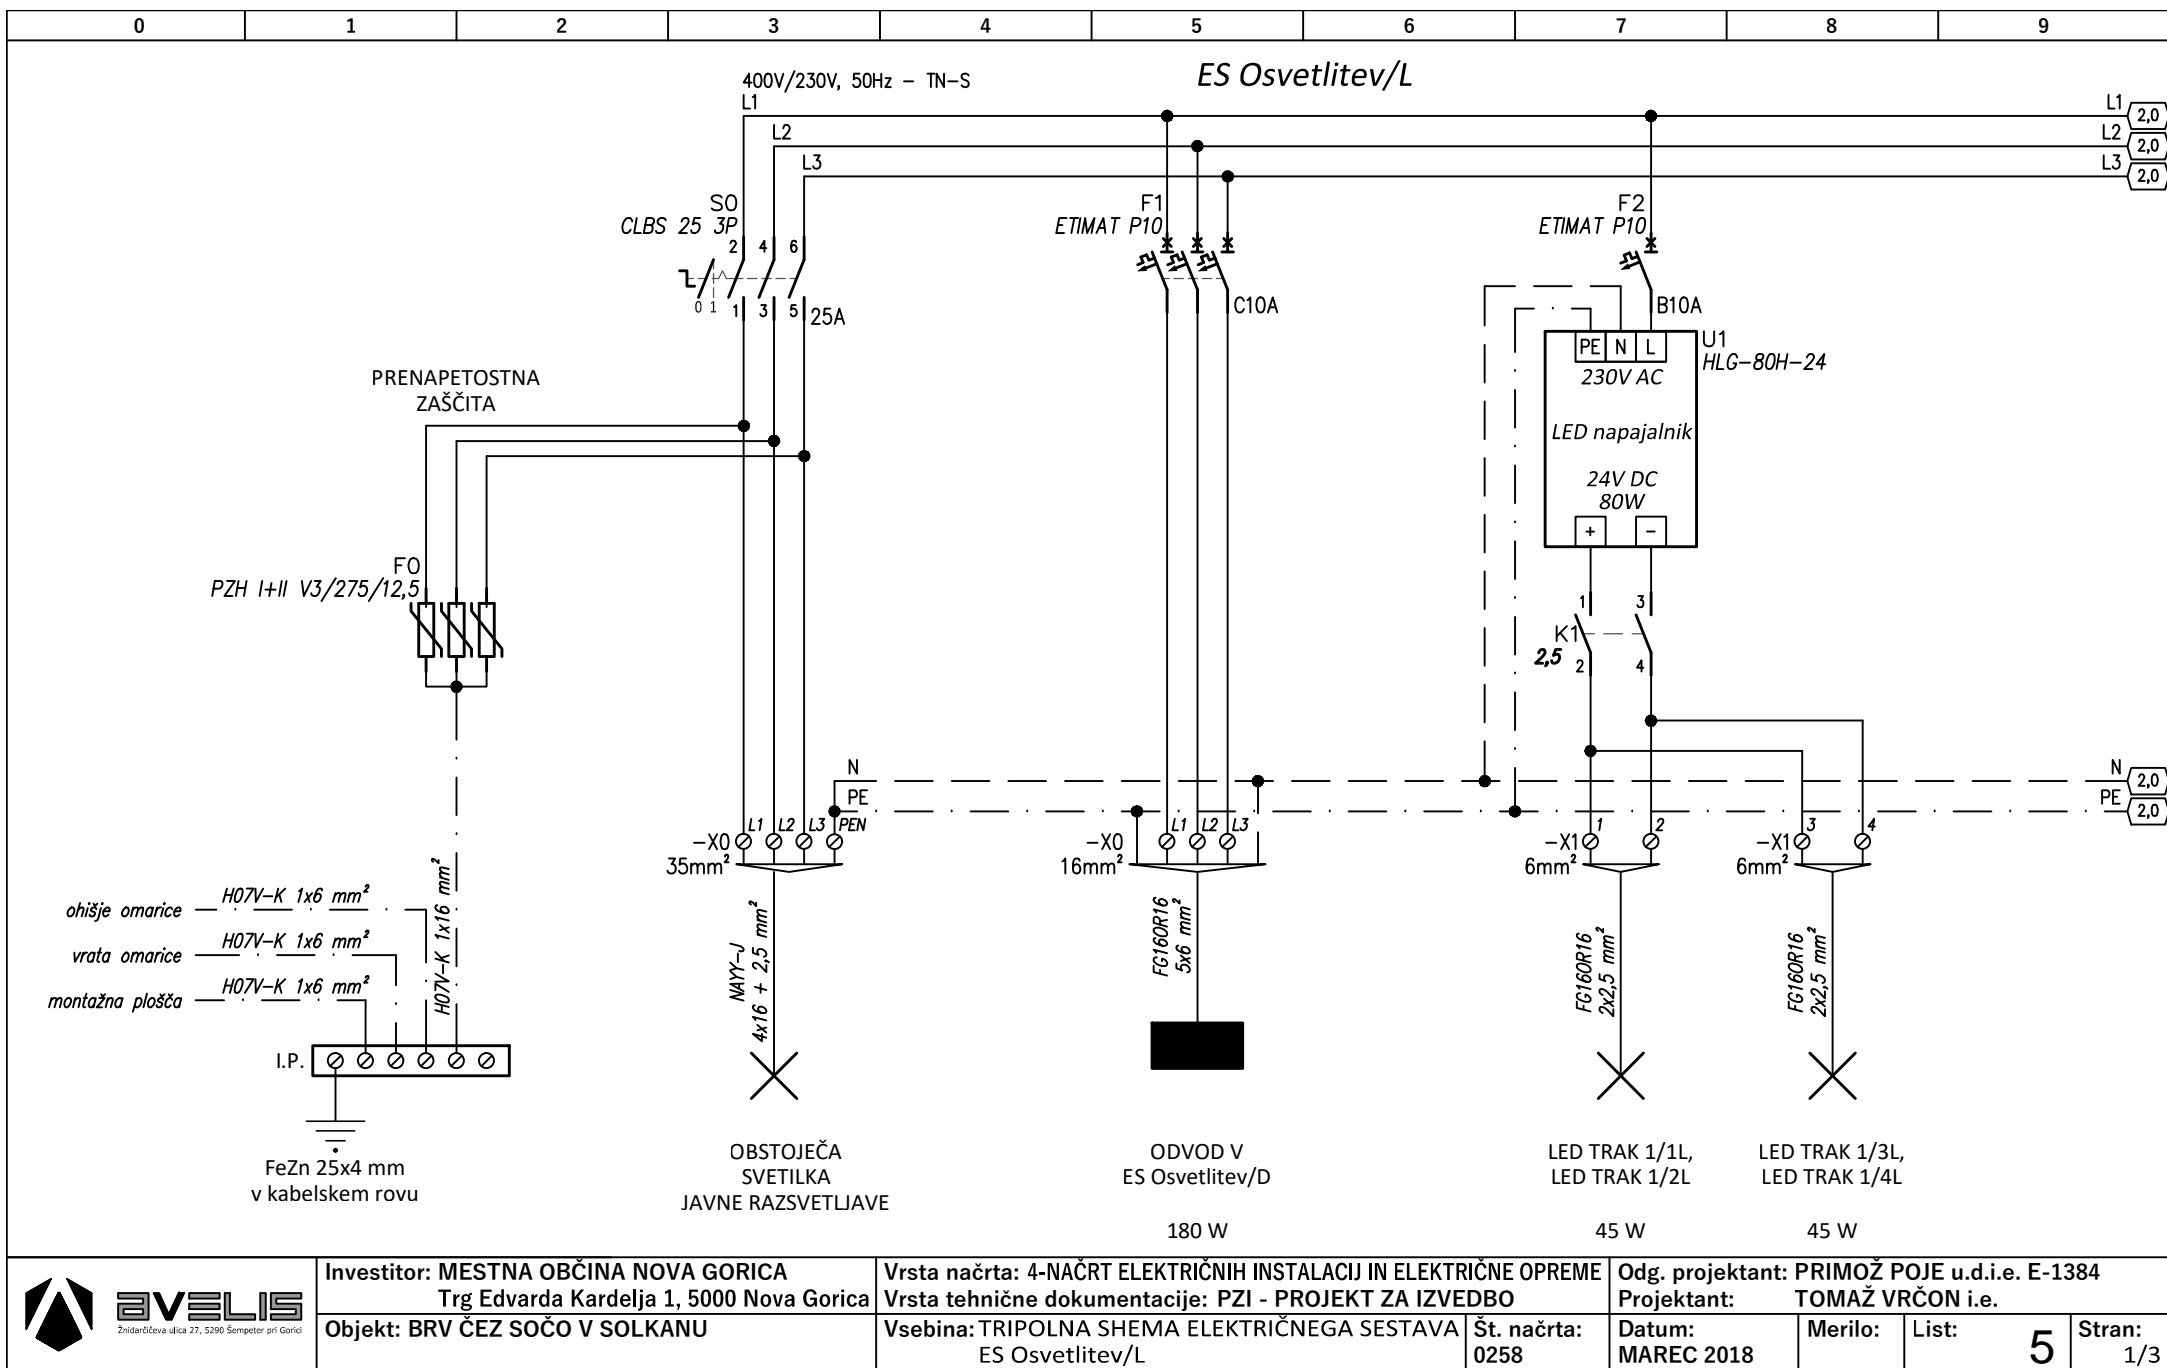 0 1 2 3 4 5 6 7 8 9
ES Osvetlitev/L
400V/230V, 50Hz - TN-S
L1
L2
L3
L1 2,0
L2 2,0
L3 2,0
S0
CLBS 25 3P
2 4 6
0 1
1 3 5 25A
F1
ETIMAT P10
C10A
F2
ETIMAT P10
B10A
PE N L
U1
HLG-80H-24
230V AC
LED napajalnik
24V DC
80W
+ -
PRENAPETOSTNA
ZAŠČITA
F0
PZH I+II V3/275/12,5
1 3
K1
2,5
2 4
N
PE
N 2,0
PE 2,0
-X0 L1 L2 L3 PEN
35mm²
-X0 L1 L2 L3
16mm²
-X1 1 2
6mm²
-X1 3 4
6mm²
ohišje omarice H07V-K 1x6 mm²
vrata omarice H07V-K 1x6 mm²
montažna plošča H07V-K 1x6 mm²
H07V-K 1x16 mm²
NAYY-J
4x16 + 2,5 mm²
FG16OR16
5x6 mm²
FG16OR16
2x2,5 mm²
FG16OR16
2x2,5 mm²
I.P.
FeZn 25x4 mm
v kabelskem rovu
OBSTOJEČA
SVETILKA
JAVNE RAZSVETLJAVE
ODVOD V
ES Osvetlitev/D
180 W
LED TRAK 1/1L,
LED TRAK 1/2L
45 W
LED TRAK 1/3L,
LED TRAK 1/4L
45 W
AVELIS
Žnidarčičeva ulica 27, 5290 Šempeter pri Gorici
Investitor: MESTNA OBČINA NOVA GORICA
Trg Edvarda Kardelja 1, 5000 Nova Gorica
Objekt: BRV ČEZ SOČO V SOLKANU
Vrsta načrta: 4-NAČRT ELEKTRIČNIH INSTALACIJ IN ELEKTRIČNE OPREME
Vrsta tehnične dokumentacije: PZI - PROJEKT ZA IZVEDBO
Vsebina: TRIPOLNA SHEMA ELEKTRIČNEGA SESTAVA
ES Osvetlitev/L
Št. načrta:
0258
Odg. projektant: PRIMOŽ POJE u.d.i.e. E-1384
Projektant: TOMAŽ VRČON i.e.
Datum:
MAREC 2018
Merilo:
List: 5
Stran:
1/3